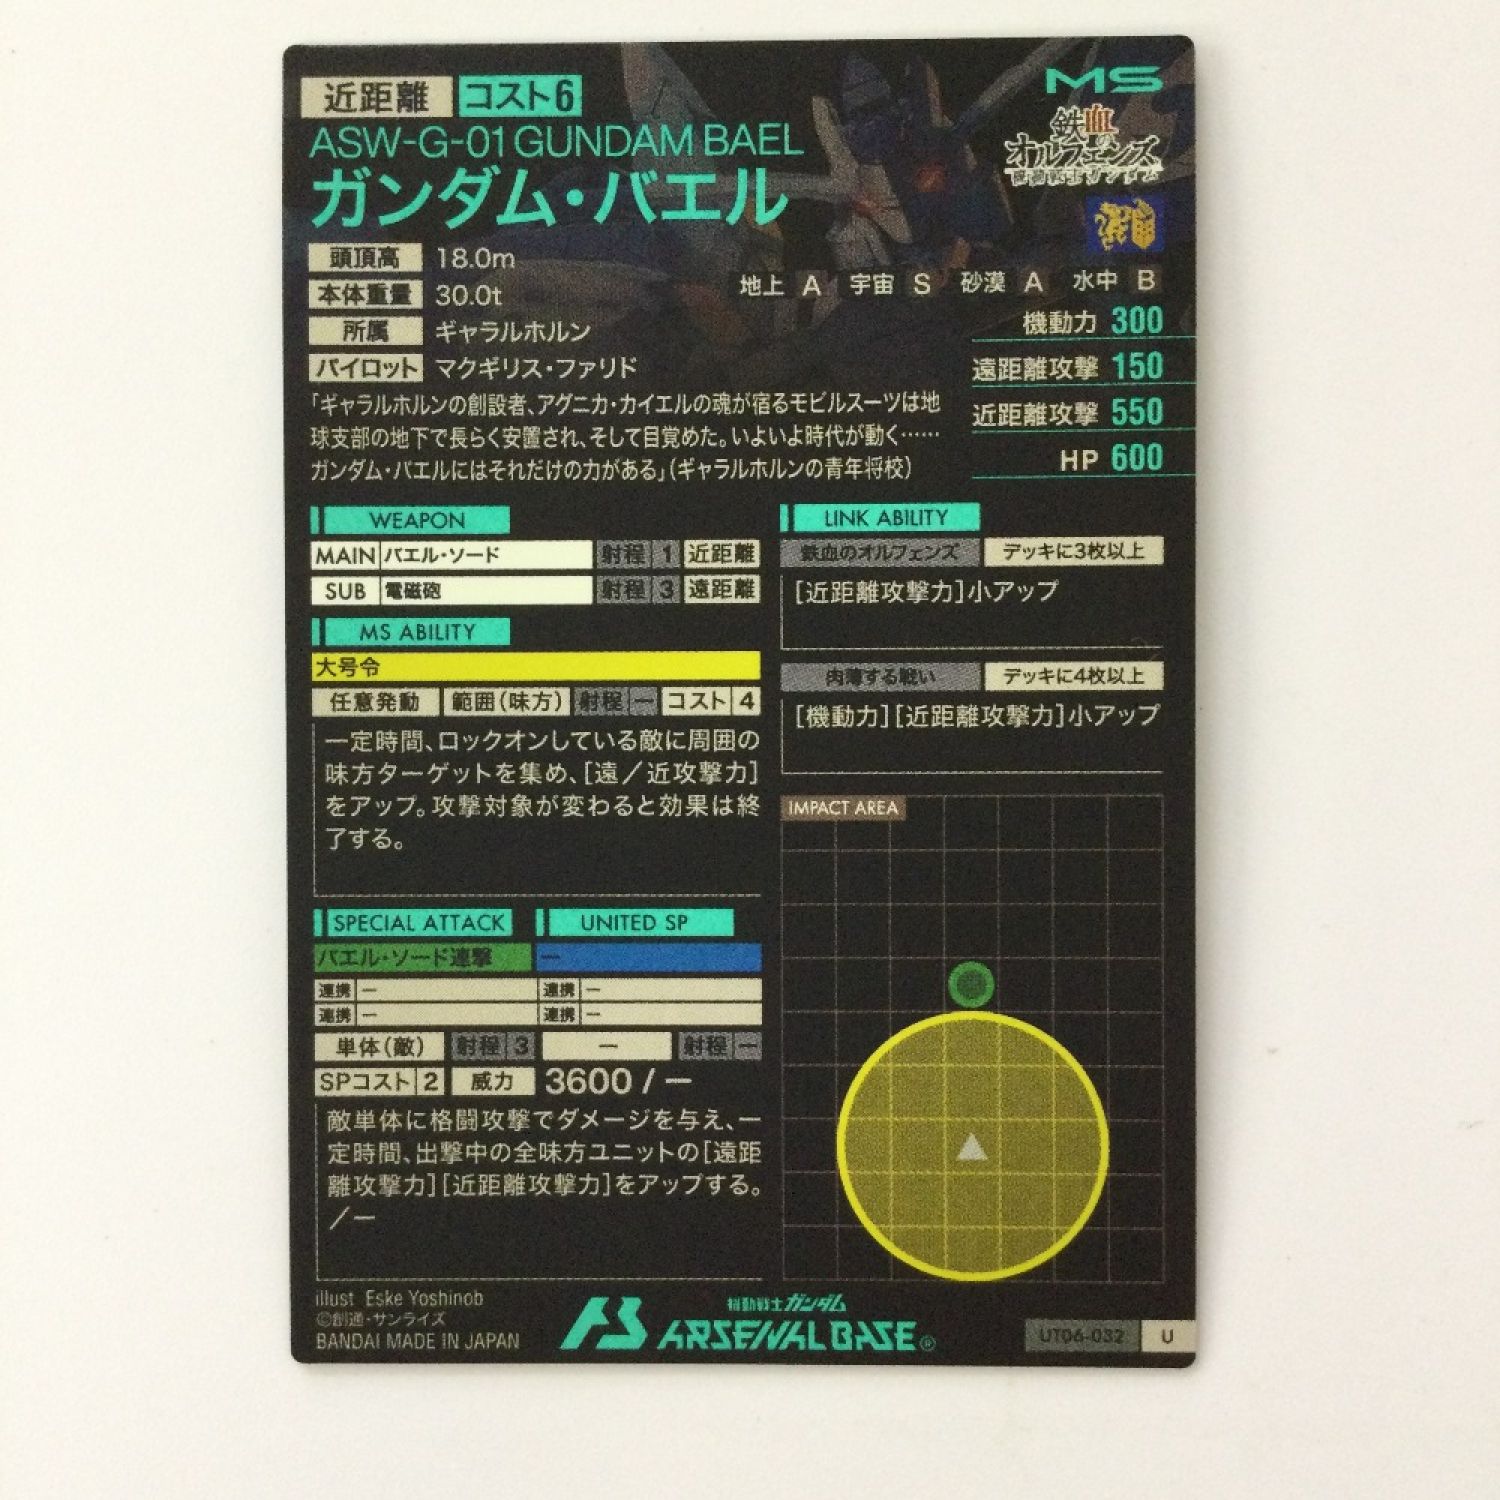 近距離 コスト6
MS
ASW-G-01 GUNDAM BAEL
ガンダム・バエル
鉄血のオルフェンズ
機動戦士ガンダム
頭頂高 18.0m
本体重量 30.0t
所属 ギャラルホルン
パイロット マクギリス・ファリド
地上 A 宇宙 S 砂漠 A 水中 B
機動力 300
遠距離攻撃 150
近距離攻撃 550
HP 600
「ギャラルホルンの創設者、アグニカ・カイエルの魂が宿るモビルスーツは地
球支部の地下で長らく安置され、そして目覚めた。いよいよ時代が動く……
ガンダム・バエルにはそれだけの力がある」（ギャラルホルンの青年将校）
WEAPON
MAIN バエル・ソード 射程 1 近距離
SUB 電磁砲 射程 3 遠距離
MS ABILITY
大号令
任意発動 範囲（味方） 射程 ー コスト 4
一定時間、ロックオンしている敵に周囲の
味方ターゲットを集め、［遠／近攻撃力］
をアップ。攻撃対象が変わると効果は終
了する。
LINK ABILITY
鉄血のオルフェンズ デッキに3枚以上
［近距離攻撃力］小アップ
肉薄する戦い デッキに4枚以上
［機動力］［近距離攻撃力］小アップ
SPECIAL ATTACK UNITED SP
バエル・ソード連撃 ー
連携 ー 連携 ー
連携 ー 連携 ー
単体（敵） 射程 3 ー 射程 ー
SPコスト 2 威力 3600 / ー
敵単体に格闘攻撃でダメージを与え、一
定時間、出撃中の全味方ユニットの［遠距
離攻撃力］［近距離攻撃力］をアップする。
／ー
IMPACT AREA
illust Eske Yoshinob
©創通・サンライズ
BANDAI MADE IN JAPAN
機動戦士ガンダム
ARSENAL BASE®
UT06-032 U